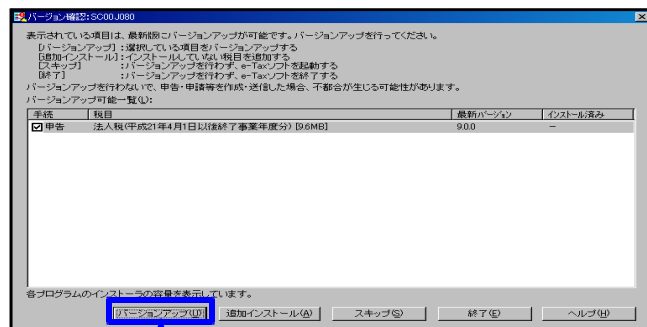 バージョン確認:SC00J080
表示されている項目は、最新版にバージョンアップが可能です。バージョンアップを行ってください。
[バージョンアップ] :選択している項目をバージョンアップする
[追加インストール]:インストールしていない税目を追加する
[スキップ] :バージョンアップを行わず、e-Taxソフトを起動する
[終了] :バージョンアップを行わず、e-Taxソフトを終了する
バージョンアップを行わないで、申告・申請等を作成・送信した場合、不都合が生じる可能性があります。
バージョンアップ可能一覧(L):
手続 税目 最新バージョン インストール済み
申告 法人税(平成21年4月1日以後終了事業年度分) [9.6MB] 9.0.0 −
各プログラムのインストーラの容量を表示しています。
バージョンアップ(U) 追加インストール(A) スキップ(S) 終了(E) ヘルプ(H)